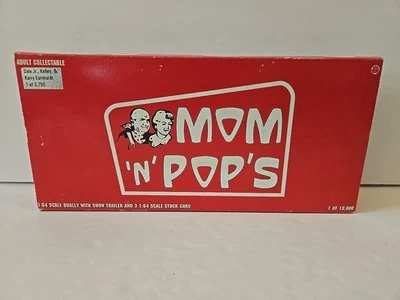 ADULT COLLECTABLE
Dale Jr., Kelley, &
Kerry Earnhardt
1 of 3,750
MOM
'N' POP'S
1:64 SCALE DUALLY WITH SHOW TRAILER AND 3 1:64 SCALE STOCK CARS
1 OF 10,000